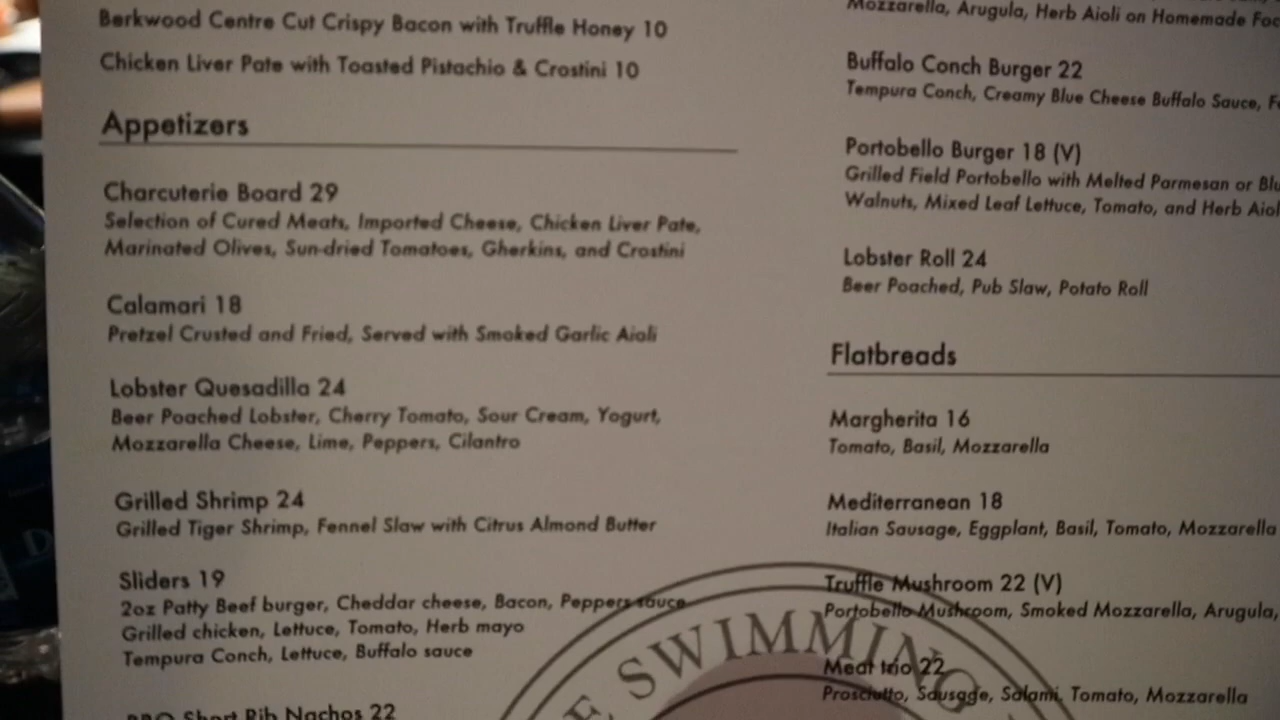 Berkwood Centre Cut Crispy Bacon with Truffle Honey 10
Chicken Liver Pate with Toasted Pistachio & Crostini 10
Appetizers
Charcuterie Board 29
Selection of Cured Meats, Imported Cheese, Chicken Liver Pate,
Marinated Olives, Sun-dried Tomatoes, Gherkins, and Crostini
Calamari 18
Pretzel Crusted and Fried, Served with Smoked Garlic Aioli
Lobster Quesadilla 24
Beer Poached Lobster, Cherry Tomato, Sour Cream, Yogurt,
Mozzarella Cheese, Lime, Peppers, Cilantro
Grilled Shrimp 24
Grilled Tiger Shrimp, Fennel Slaw with Citrus Almond Butter
Sliders 19
2oz Patty Beef burger, Cheddar cheese, Bacon, Peppers sauce
Grilled chicken, Lettuce, Tomato, Herb mayo
Tempura Conch, Lettuce, Buffalo sauce
BBQ Short Rib Nachos 22
Mozzarella, Arugula, Herb Aioli on Homemade
Buffalo Conch Burger 22
Tempura Conch, Creamy Blue Cheese Buffalo Sauce,
Portobello Burger 18 (V)
Grilled Field Portobello with Melted Parmesan or
Walnuts, Mixed Leaf Lettuce, Tomato, and Herb
Lobster Roll 24
Beer Poached, Pub Slaw, Potato Roll
Flatbreads
Margherita 16
Tomato, Basil, Mozzarella
Mediterranean 18
Italian Sausage, Eggplant, Basil, Tomato, Mozzarella
Truffle Mushroom 22 (V)
Portobello Mushroom, Smoked Mozzarella, Arugula,
Meat trio 22
Prosciutto, Sausage, Salami, Tomato, Mozzarella
SWIMMING